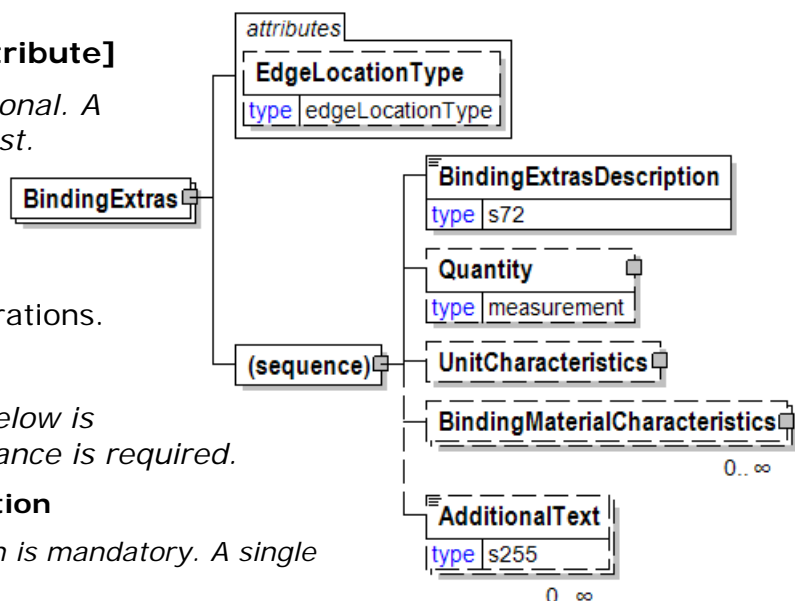 tribute]
onal. A
st.
rations.
elow is
ance is required.
tion
n is mandatory. A single
attributes
EdgeLocationType
type edgeLocationType
BindingExtras
(sequence)
BindingExtrasDescription
type s72
Quantity
type measurement
UnitCharacteristics
BindingMaterialCharacteristics
0.. ∞
AdditionalText
type s255
0.. ∞